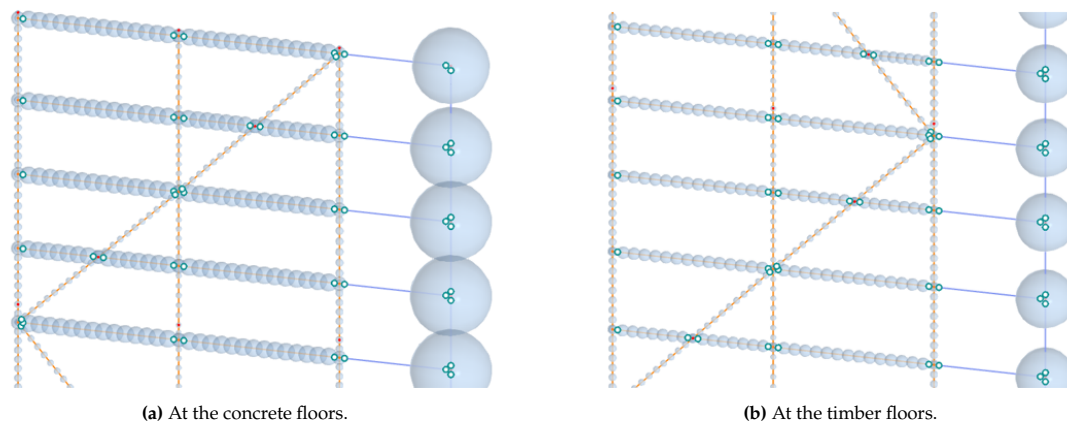 (a) At the concrete floors.
(b) At the timber floors.